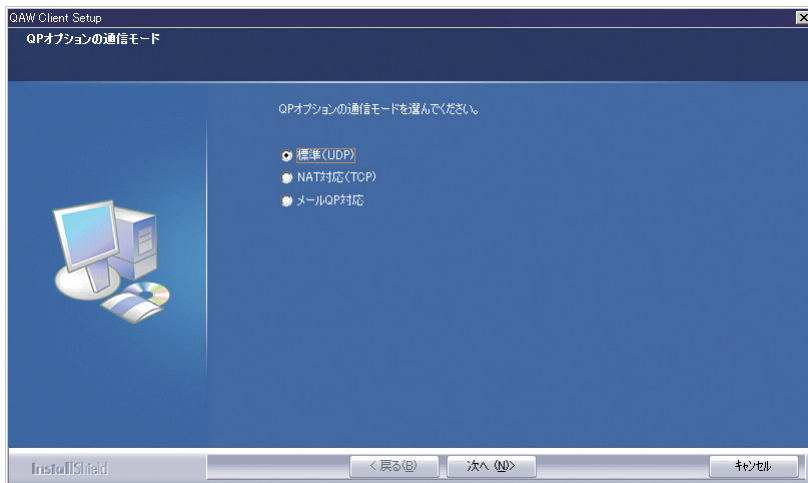 QAW Client Setup
QPオプションの通信モード
QPオプションの通信モードを選んでください。
標準(UDP)
NAT対応(TCP)
メールQP対応
InstallShield
< 戻る(B)
次へ (N)>
キャンセル